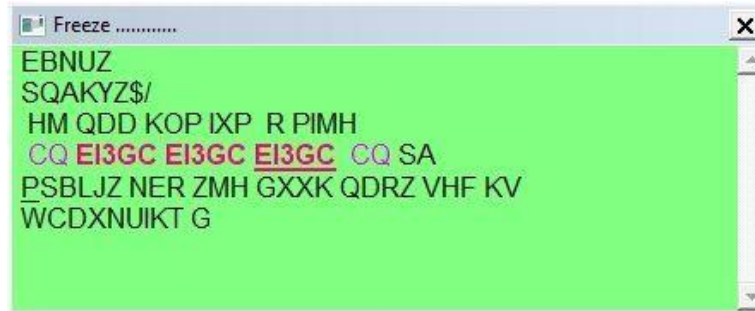 Freeze ............
EBNUZ
SQAKYZ$/
HM QDD KOP IXP R PIMH
CQ EI3GC EI3GC EI3GC CQ SA
PSBLJZ NER ZMH GXXK QDRZ VHF KV
WCDXNUIKT G